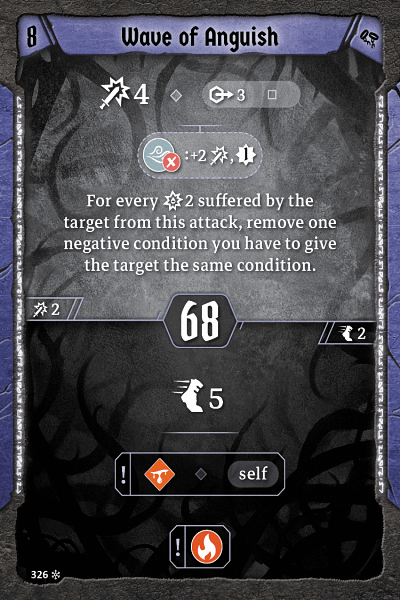 8 Wave of Anguish
4 3
:+2 ,
For every 2 suffered by the
target from this attack, remove one
negative condition you have to give
the target the same condition.
2
68
2
5
! self
!
326